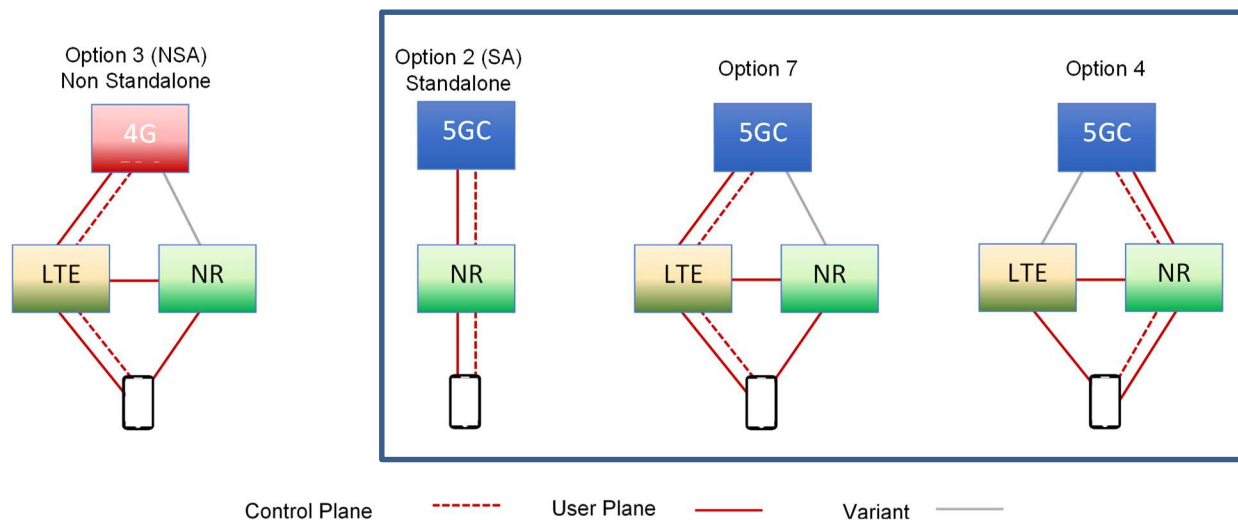 Option 3 (NSA)
Non Standalone
Option 2 (SA)
Standalone
Option 7
Option 4
4G
5GC
5GC
5GC
LTE
NR
NR
LTE
NR
LTE
NR
Control Plane
User Plane
Variant